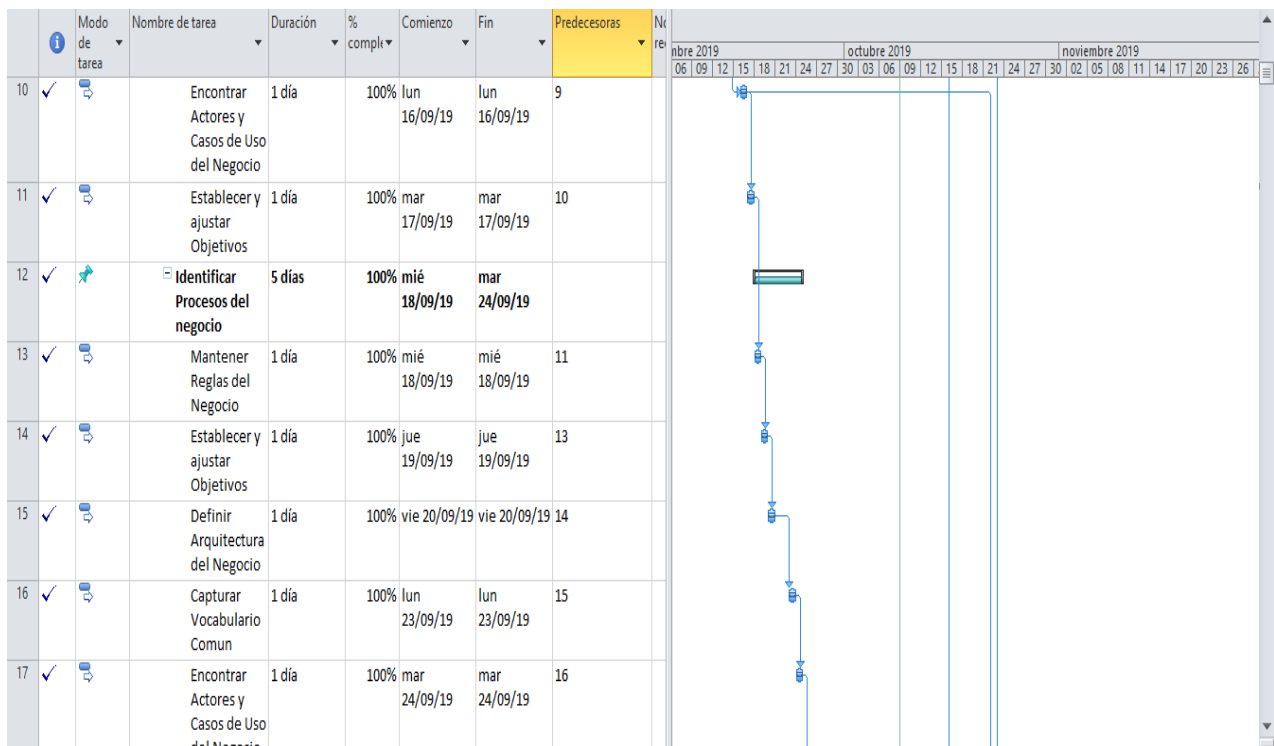 Modo de tarea Nombre de tarea Duración % comple Comienzo Fin Predecesoras
nbre 2019 octubre 2019 noviembre 2019
06 09 12 15 18 21 24 27 30 03 06 09 12 15 18 21 24 27 30 02 05 08 11 14 17 20 23 26
10 Encontrar 1 día 100% lun lun 9
Actores y 16/09/19 16/09/19
Casos de Uso
del Negocio
11 Establecer y 1 día 100% mar mar 10
ajustar 17/09/19 17/09/19
Objetivos
12 Identificar 5 días 100% mié mar
Procesos del 18/09/19 24/09/19
negocio
13 Mantener 1 día 100% mié mié 11
Reglas del 18/09/19 18/09/19
Negocio
14 Establecer y 1 día 100% jue jue 13
ajustar 19/09/19 19/09/19
Objetivos
15 Definir 1 día 100% vie 20/09/19 vie 20/09/19 14
Arquitectura
del Negocio
16 Capturar 1 día 100% lun lun 15
Vocabulario 23/09/19 23/09/19
Comun
17 Encontrar 1 día 100% mar mar 16
Actores y 24/09/19 24/09/19
Casos de Uso
del Negocio